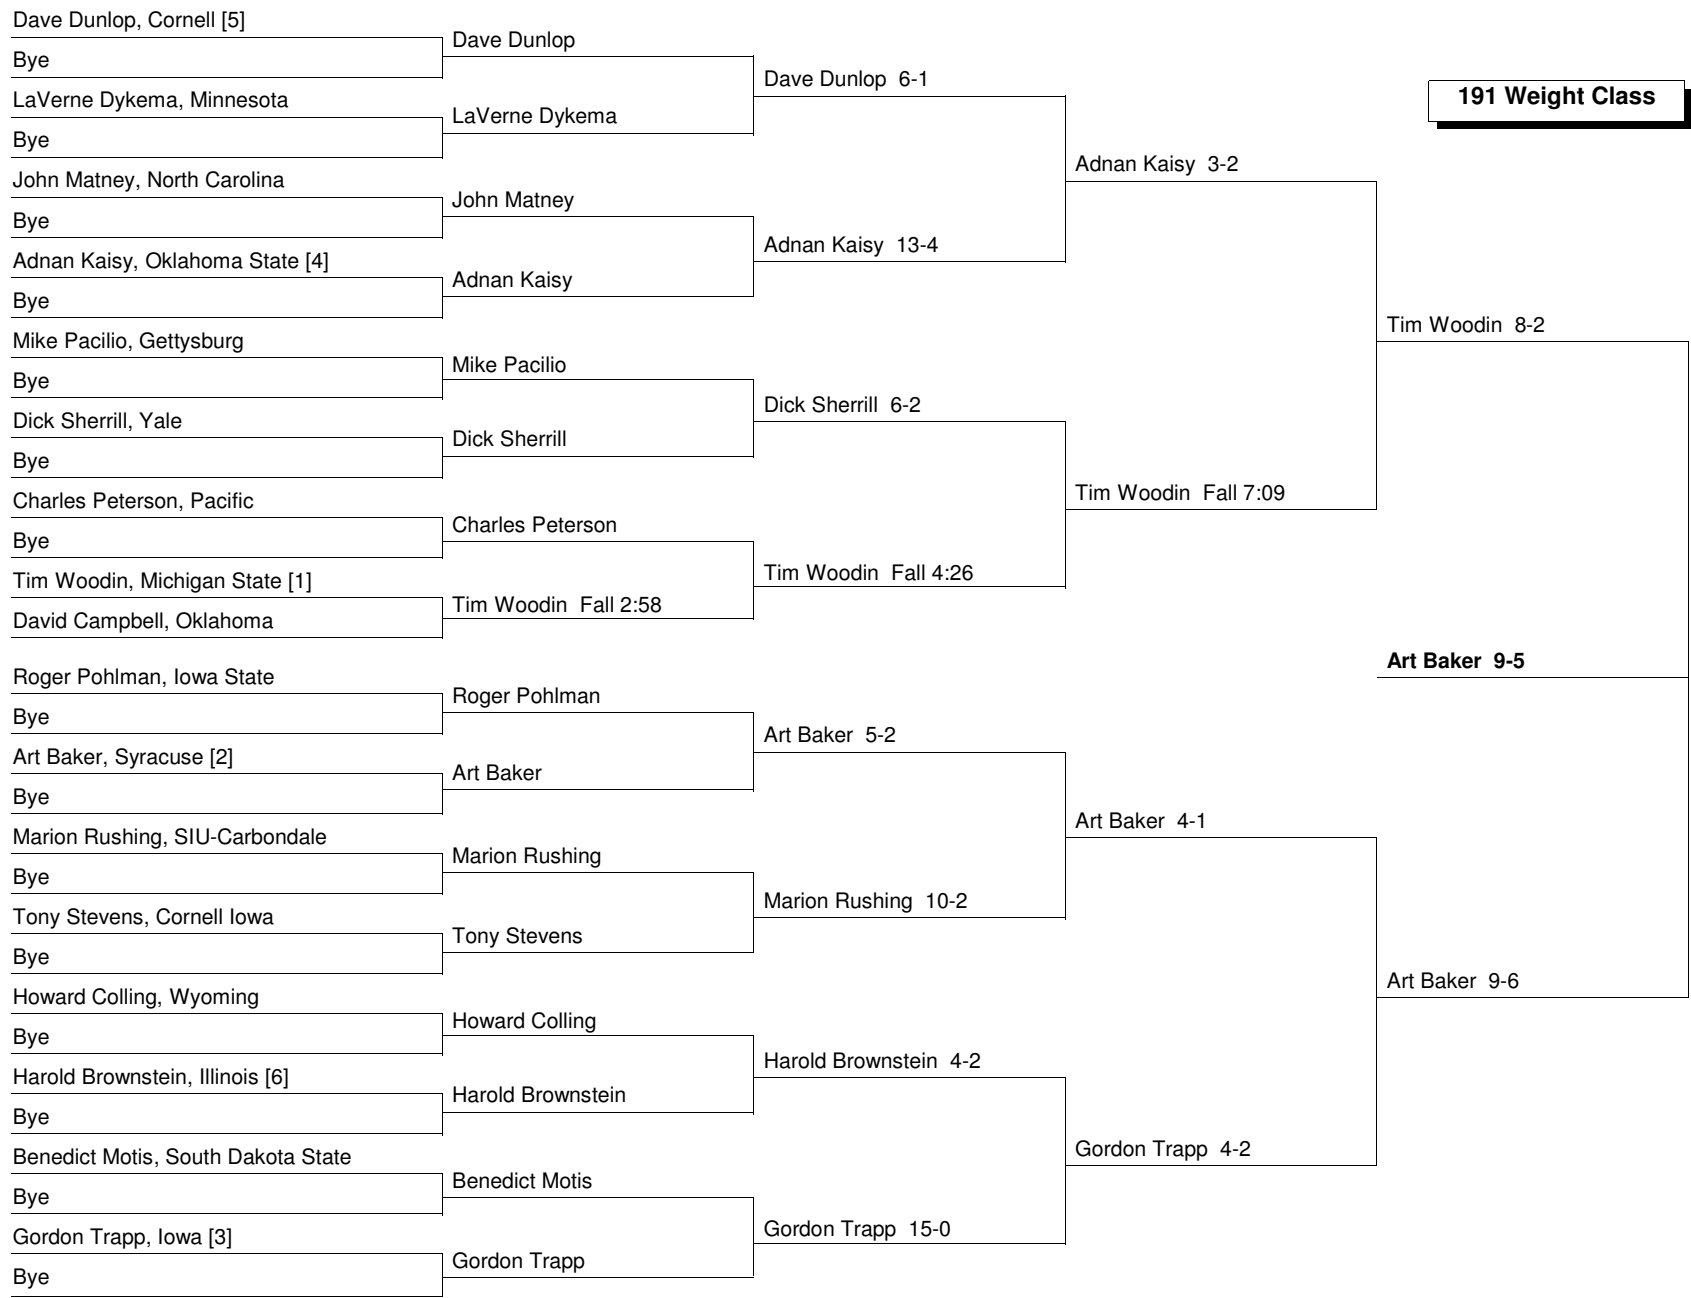 Dave Dunlop, Cornell [5]
Bye
LaVerne Dykema, Minnesota
Bye
John Matney, North Carolina
Bye
Adnan Kaisy, Oklahoma State [4]
Bye
Mike Pacilio, Gettysburg
Bye
Dick Sherrill, Yale
Bye
Charles Peterson, Pacific
Bye
Tim Woodin, Michigan State [1]
David Campbell, Oklahoma
Roger Pohlman, Iowa State
Bye
Art Baker, Syracuse [2]
Bye
Marion Rushing, SIU-Carbondale
Bye
Tony Stevens, Cornell Iowa
Bye
Howard Colling, Wyoming
Bye
Harold Brownstein, Illinois [6]
Bye
Benedict Motis, South Dakota State
Bye
Gordon Trapp, Iowa [3]
Bye
Dave Dunlop
LaVerne Dykema
John Matney
Adnan Kaisy
Mike Pacilio
Dick Sherrill
Charles Peterson
Tim Woodin Fall 2:58
Roger Pohlman
Art Baker
Marion Rushing
Tony Stevens
Howard Colling
Harold Brownstein
Benedict Motis
Gordon Trapp
Dave Dunlop 6-1
Adnan Kaisy 13-4
Dick Sherrill 6-2
Tim Woodin Fall 4:26
Art Baker 5-2
Marion Rushing 10-2
Harold Brownstein 4-2
Gordon Trapp 15-0
Adnan Kaisy 3-2
Tim Woodin Fall 7:09
Art Baker 4-1
Gordon Trapp 4-2
191 Weight Class
Tim Woodin 8-2
Art Baker 9-5
Art Baker 9-6